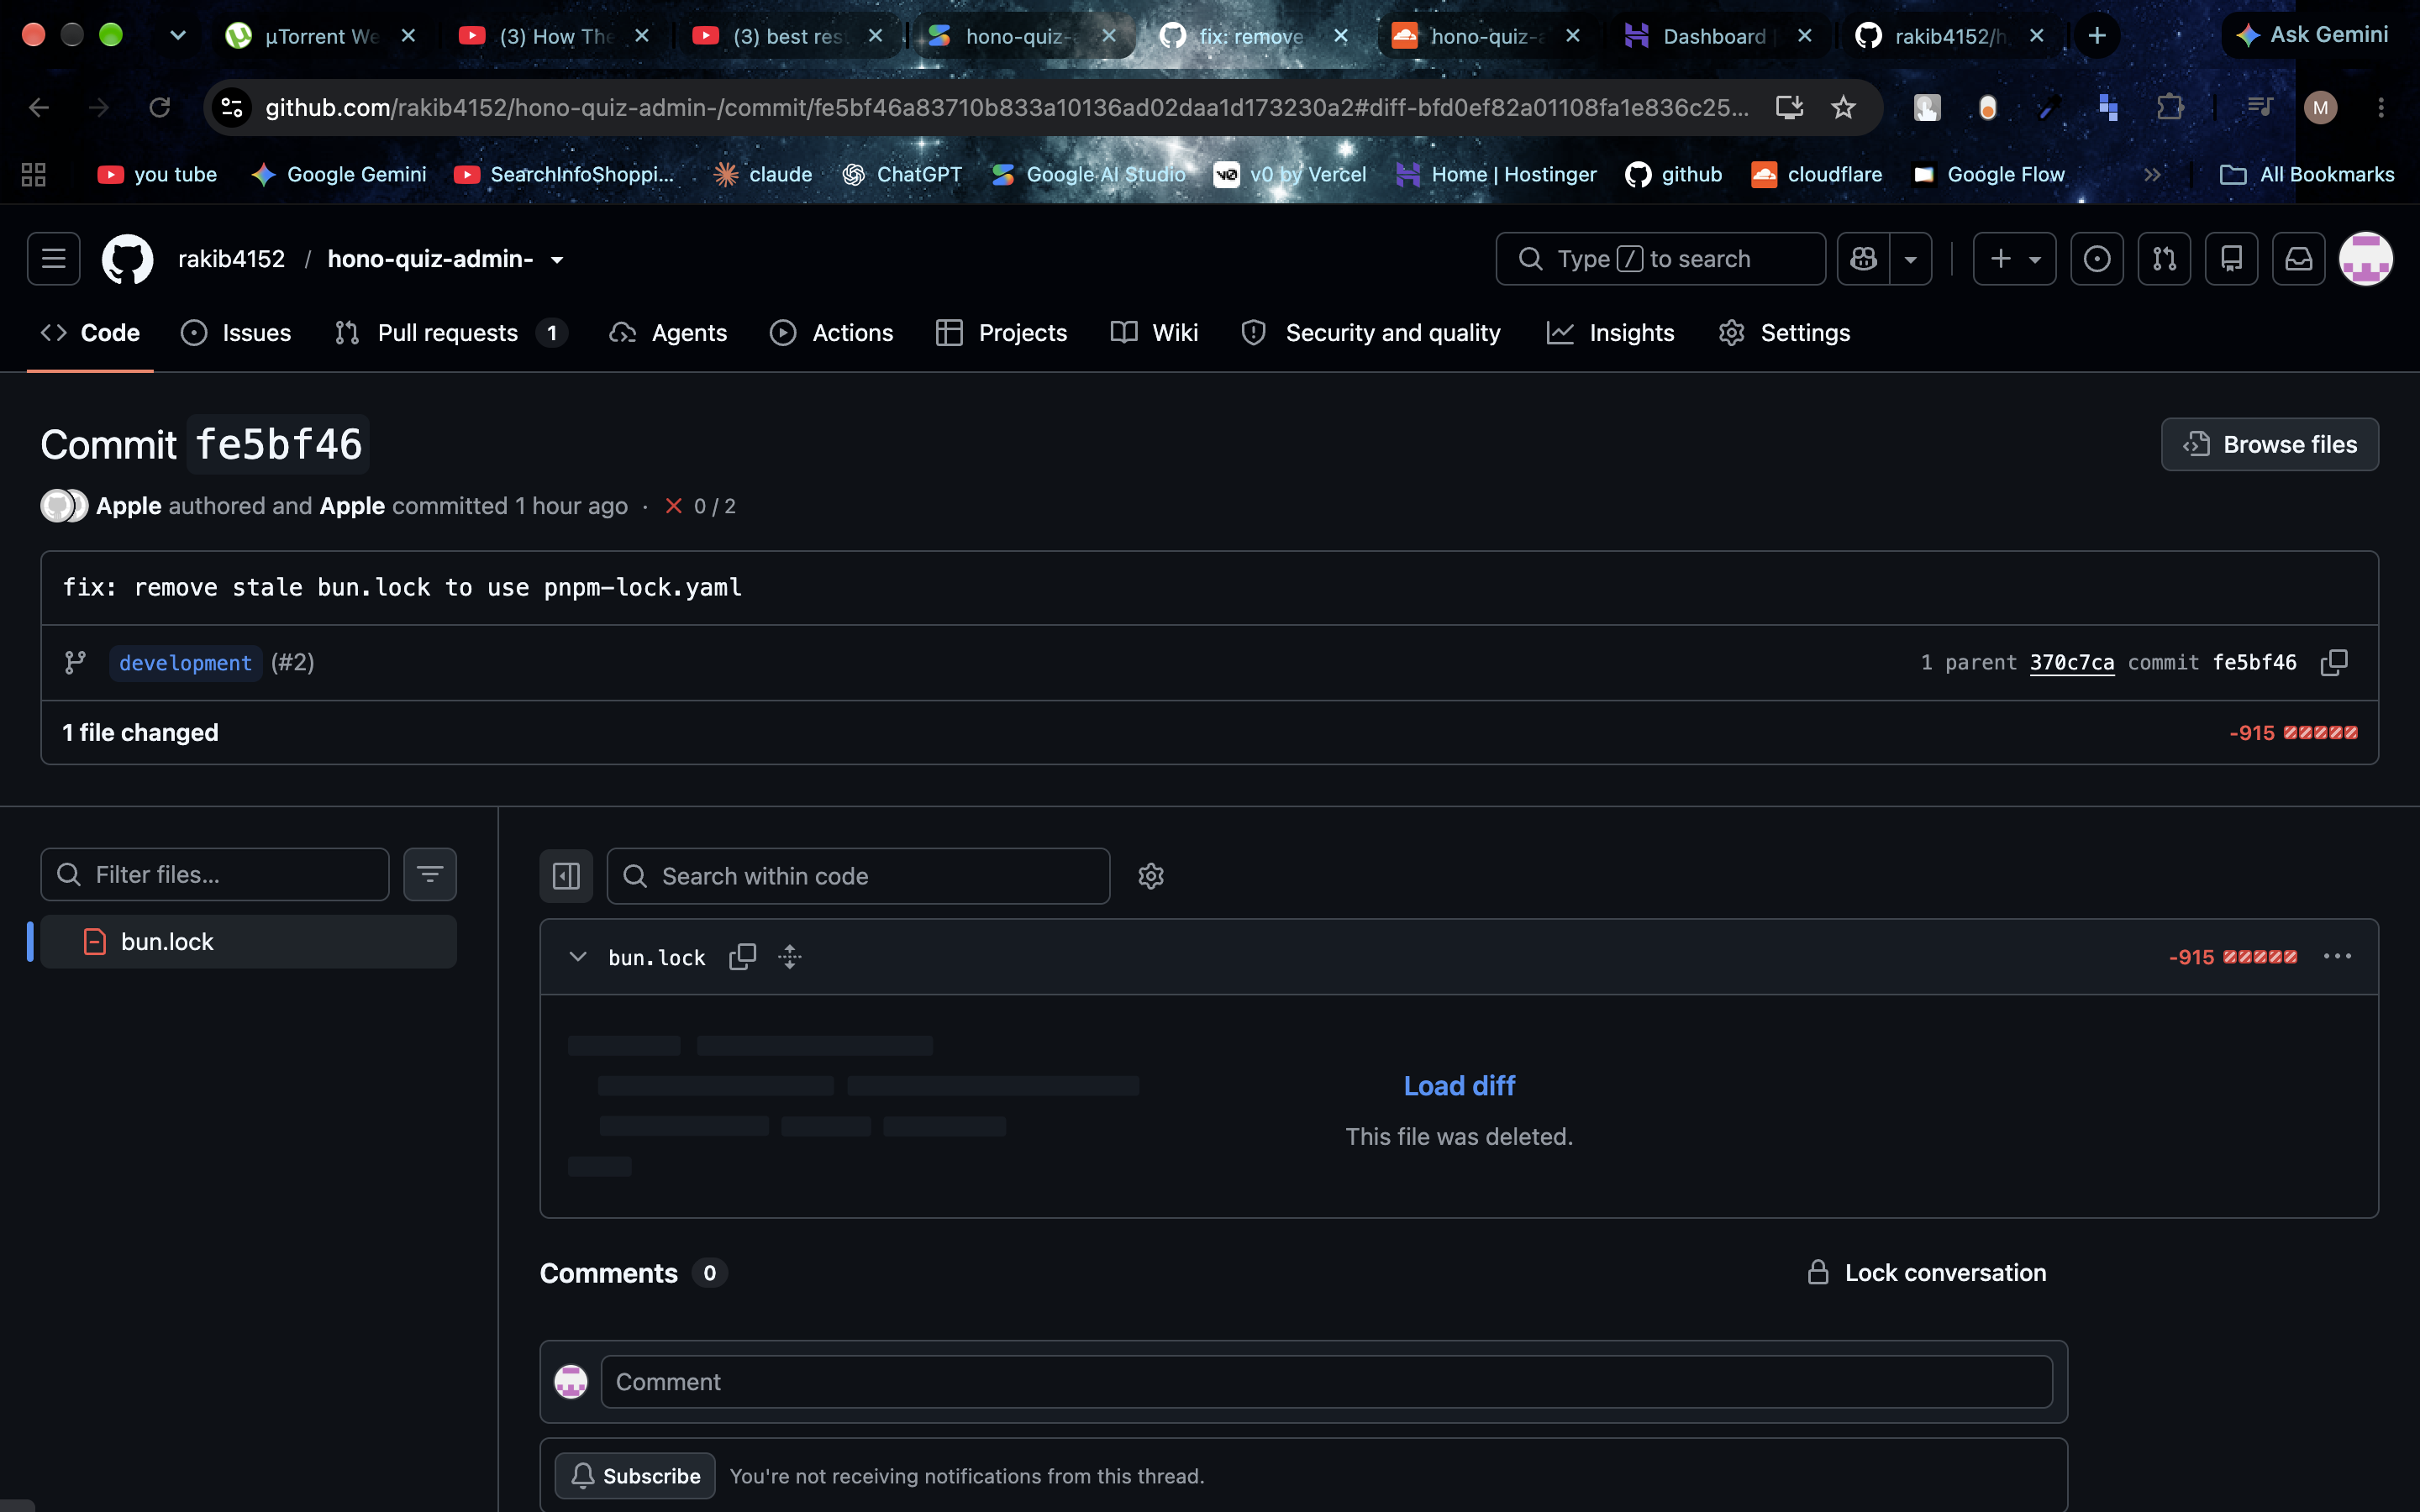 µTorrent We
(3) How The
(3) best res
hono-quiz-a
fix: remove
hono-quiz-a
Dashboard
rakib4152/h
Ask Gemini
github.com/rakib4152/hono-quiz-admin-/commit/fe5bf46a83710b833a10136ad02daa1d173230a2#diff-bfd0ef82a01108fa1e836c25...
M
you tube
Google Gemini
SearchInfoShoppi...
claude
ChatGPT
Google AI Studio
v0 by Vercel
Home | Hostinger
github
cloudflare
Google Flow
All Bookmarks
rakib4152 / hono-quiz-admin-
Type / to search
Code
Issues
Pull requests 1
Agents
Actions
Projects
Wiki
Security and quality
Insights
Settings
Commit fe5bf46
Browse files
Apple authored and Apple committed 1 hour ago · 0 / 2
fix: remove stale bun.lock to use pnpm-lock.yaml
development (#2)
1 parent 370c7ca commit fe5bf46
1 file changed
-915
Filter files...
Search within code
bun.lock
bun.lock
-915
Load diff
This file was deleted.
Comments 0
Lock conversation
Comment
Subscribe
You're not receiving notifications from this thread.